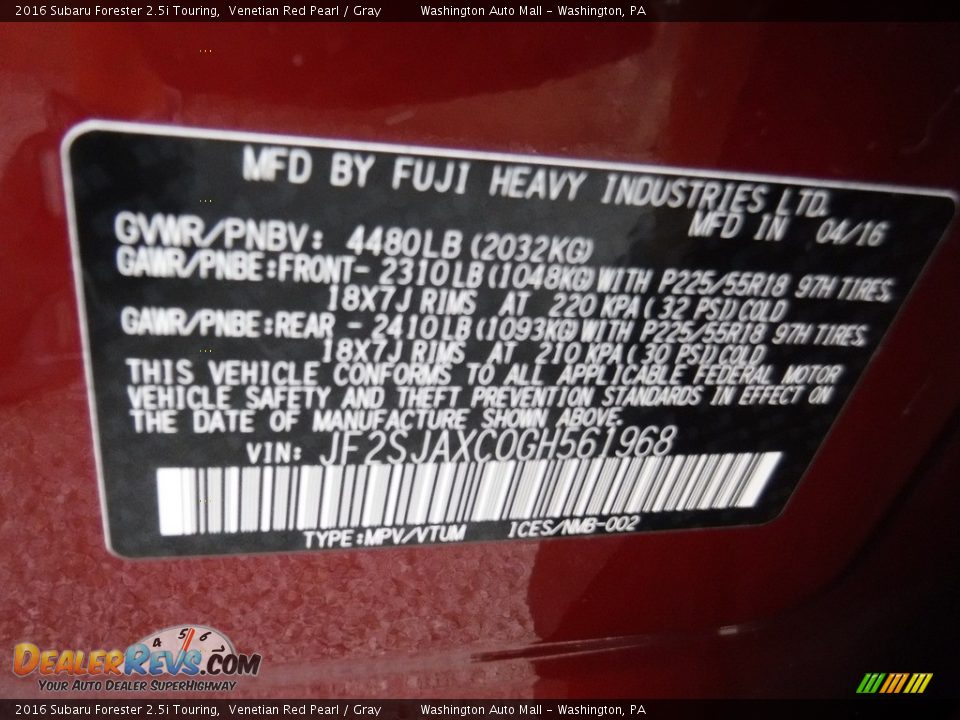 2016 Subaru Forester 2.5i Touring,  Venetian Red Pearl / Gray        Washington Auto Mall - Washington, PA
MFD BY FUJI HEAVY INDUSTRIES LTD.
MFD IN 04/16
GVWR/PNBV: 4480LB (2032KG)
GAWR/PNBE:FRONT- 2310LB (1048KG) WITH P225/55R18 97H TIRES,
18X7J RIMS AT 220 KPA ( 32 PSI) COLD
GAWR/PNBE:REAR - 2410LB (1093KG) WITH P225/55R18 97H TIRES,
18X7J RIMS AT 210 KPA ( 30 PSI) COLD
THIS VEHICLE CONFORMS TO ALL APPLICABLE FEDERAL MOTOR
VEHICLE SAFETY AND THEFT PREVENTION STANDARDS IN EFFECT ON
THE DATE OF MANUFACTURE SHOWN ABOVE.
VIN: JF2SJAXC0GH561968
TYPE:MPV/VTUM ICES/NMB-002
4 5 6
DealerRevs.com
Your Auto Dealer SuperHighway
2016 Subaru Forester 2.5i Touring,  Venetian Red Pearl / Gray        Washington Auto Mall - Washington, PA